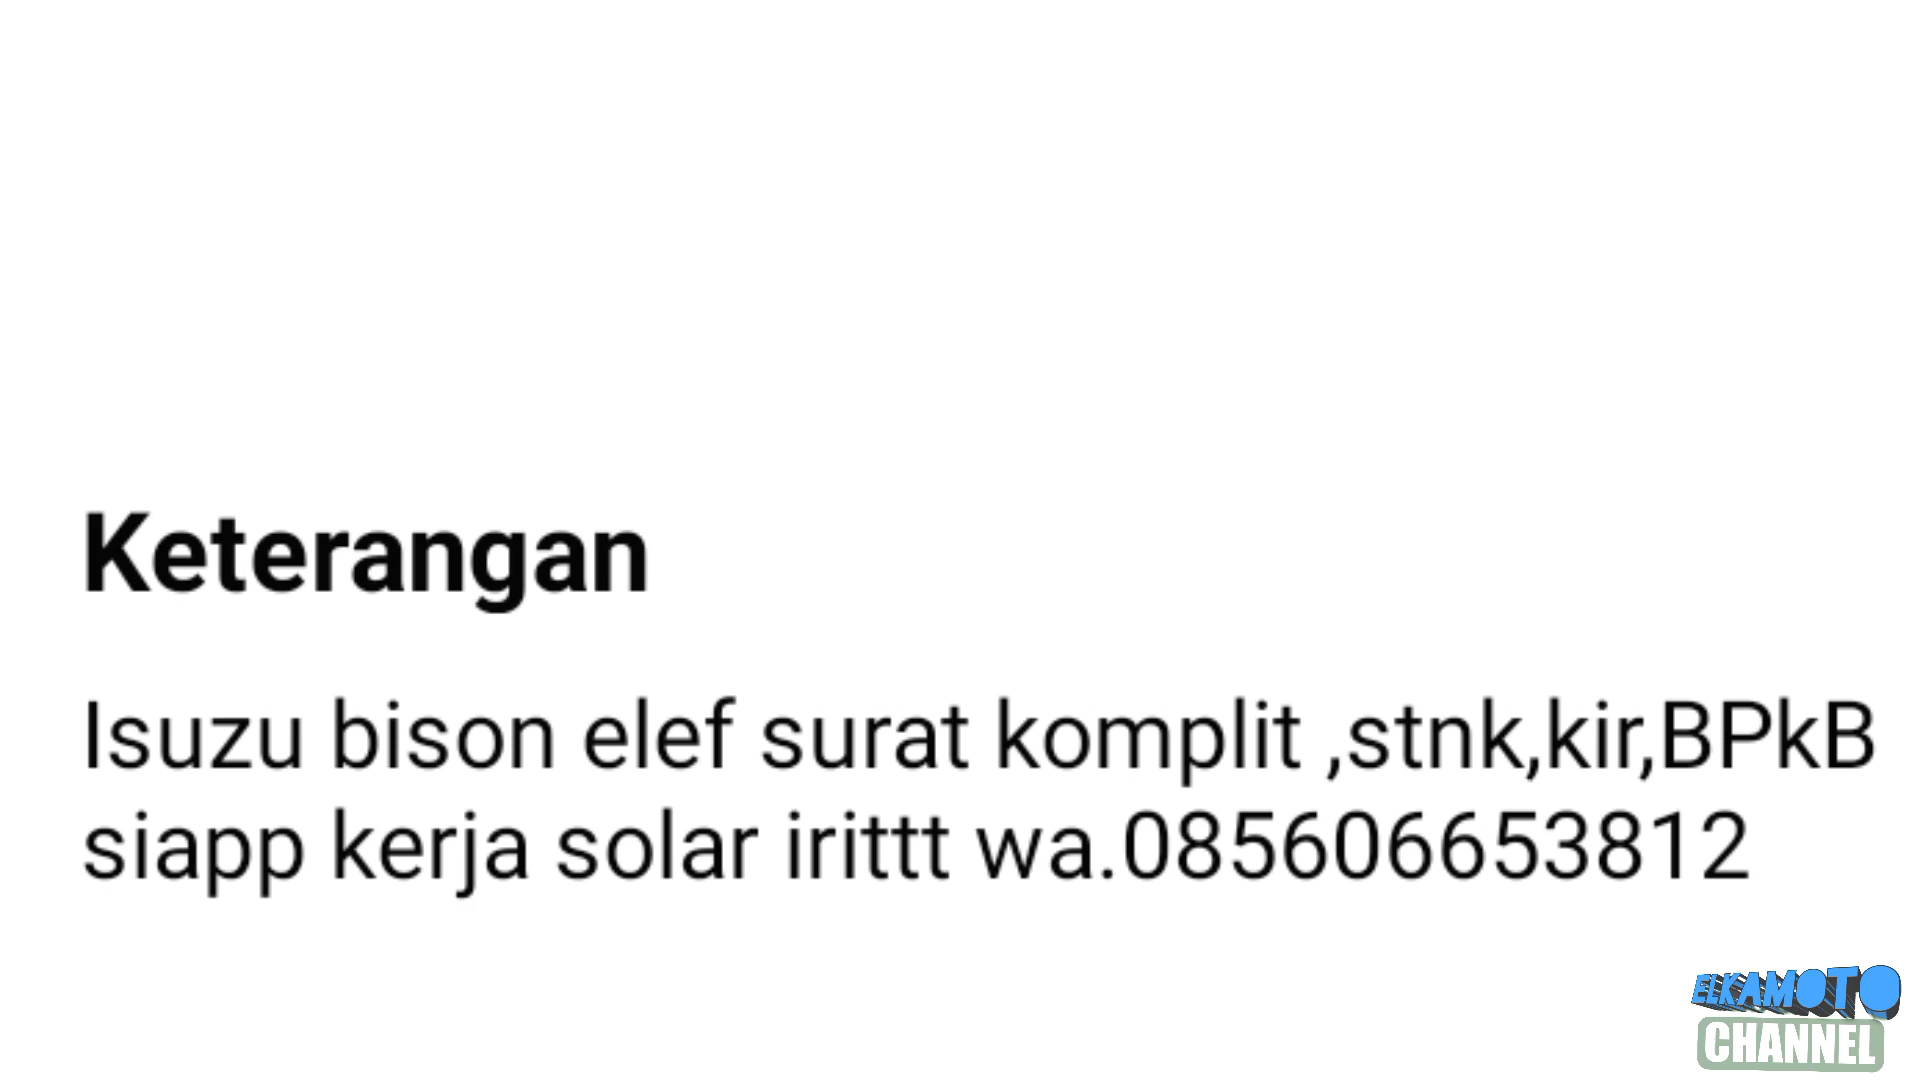 Keterangan
Isuzu bison elef surat komplit ,stnk,kir,BPkB
siapp kerja solar irittt wa.085606653812
ELKAMOTO
CHANNEL